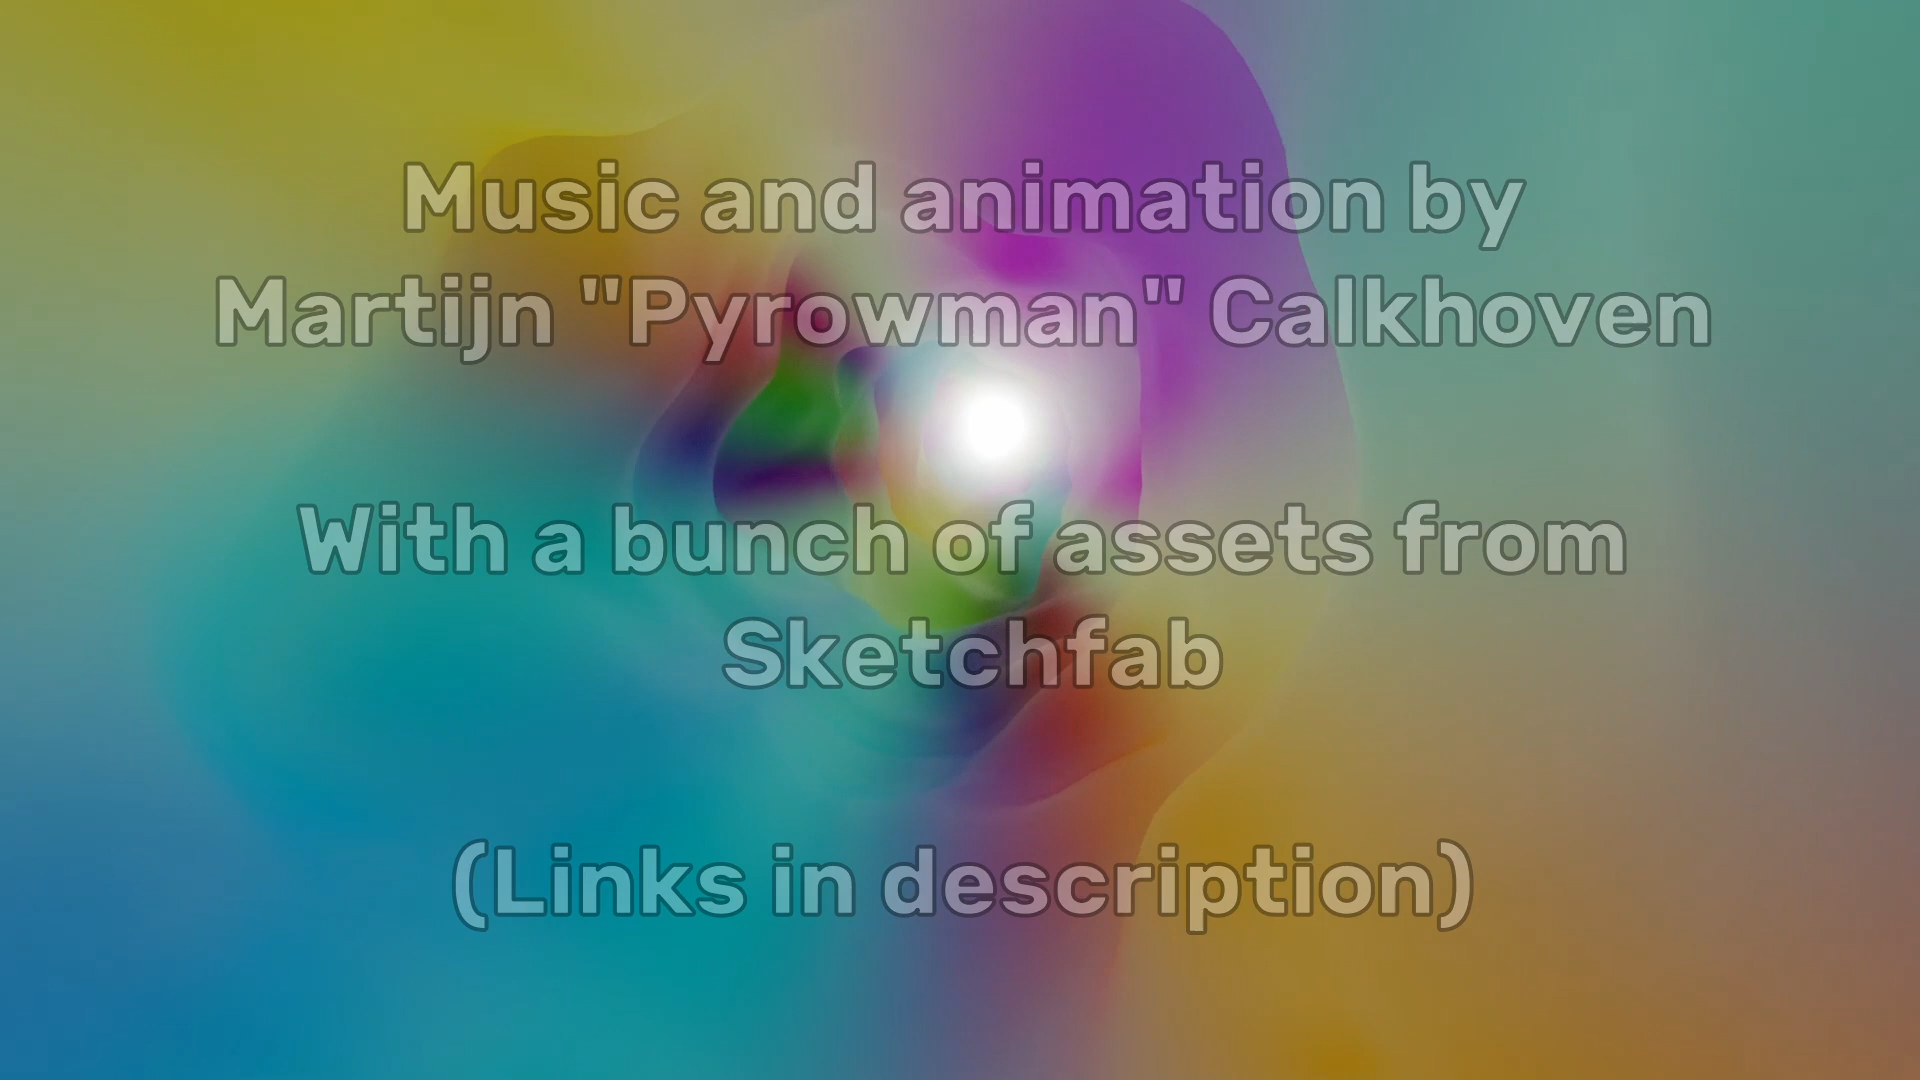 Music and animation by
Martijn "Pyrowman" Calkhoven
With a bunch of assets from
Sketchfab
(Links in description)